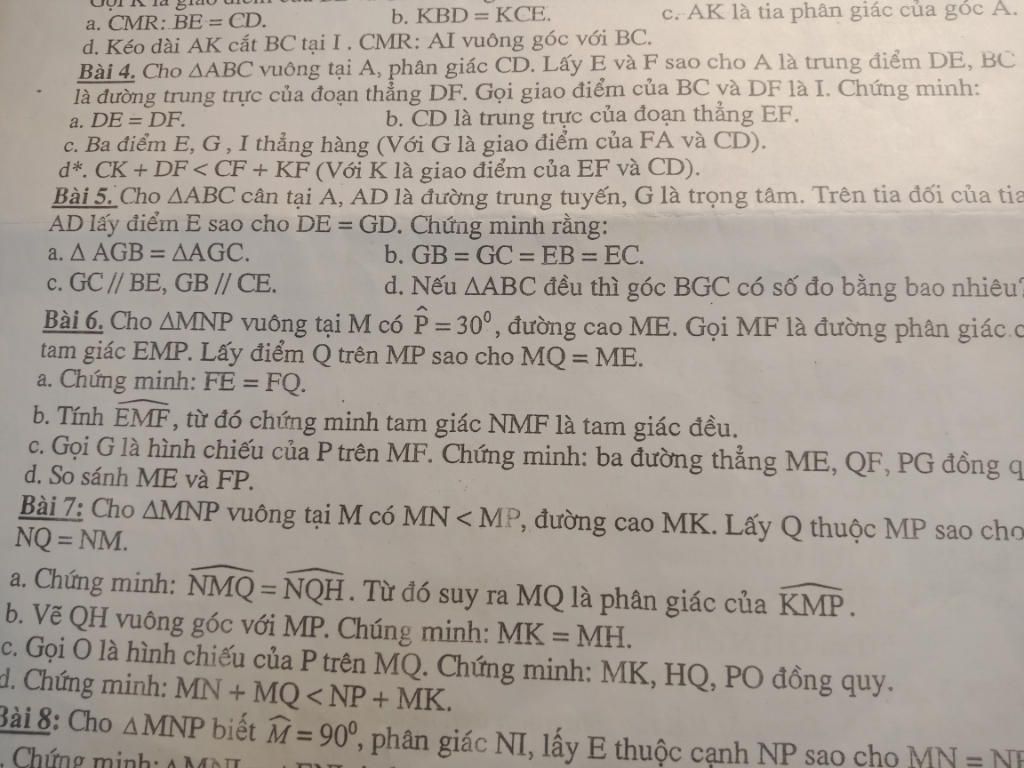 a. CMR: BE = CD. b. KBD = KCE. c. AK là tia phân giác của góc A.
d. Kéo dài AK cắt BC tại I . CMR: AI vuông góc với BC.
Bài 4. Cho ΔABC vuông tại A, phân giác CD. Lấy E và F sao cho A là trung điểm DE, BC
là đường trung trực của đoạn thẳng DF. Gọi giao điểm của BC và DF là I. Chứng minh:
a. DE = DF. b. CD là trung trực của đoạn thẳng EF.
c. Ba điểm E, G , I thẳng hàng (Với G là giao điểm của FA và CD).
d*. CK + DF < CF + KF (Với K là giao điểm của EF và CD).
Bài 5. Cho ΔABC cân tại A, AD là đường trung tuyến, G là trọng tâm. Trên tia đối của tia
AD lấy điểm E sao cho DE = GD. Chứng minh rằng:
a. Δ AGB = ΔAGC. b. GB = GC = EB = EC.
c. GC // BE, GB // CE. d. Nếu ΔABC đều thì góc BGC có số đo bằng bao nhiêu?
Bài 6. Cho ΔMNP vuông tại M có P̂ = 30⁰, đường cao ME. Gọi MF là đường phân giác c
tam giác EMP. Lấy điểm Q trên MP sao cho MQ = ME.
a. Chứng minh: FE = FQ.
b. Tính EMF, từ đó chứng minh tam giác NMF là tam giác đều.
c. Gọi G là hình chiếu của P trên MF. Chứng minh: ba đường thẳng ME, QF, PG đồng q
d. So sánh ME và FP.
Bài 7: Cho ΔMNP vuông tại M có MN < MP, đường cao MK. Lấy Q thuộc MP sao cho
NQ = NM.
a. Chứng minh: NMQ = NQH . Từ đó suy ra MQ là phân giác của KMP .
b. Vẽ QH vuông góc với MP. Chúng minh: MK = MH.
c. Gọi O là hình chiếu của P trên MQ. Chứng minh: MK, HQ, PO đồng quy.
d. Chứng minh: MN + MQ < NP + MK.
Bài 8: Cho ΔMNP biết M̂ = 90⁰, phân giác NI, lấy E thuộc cạnh NP sao cho MN = NE
. Chứng minh: